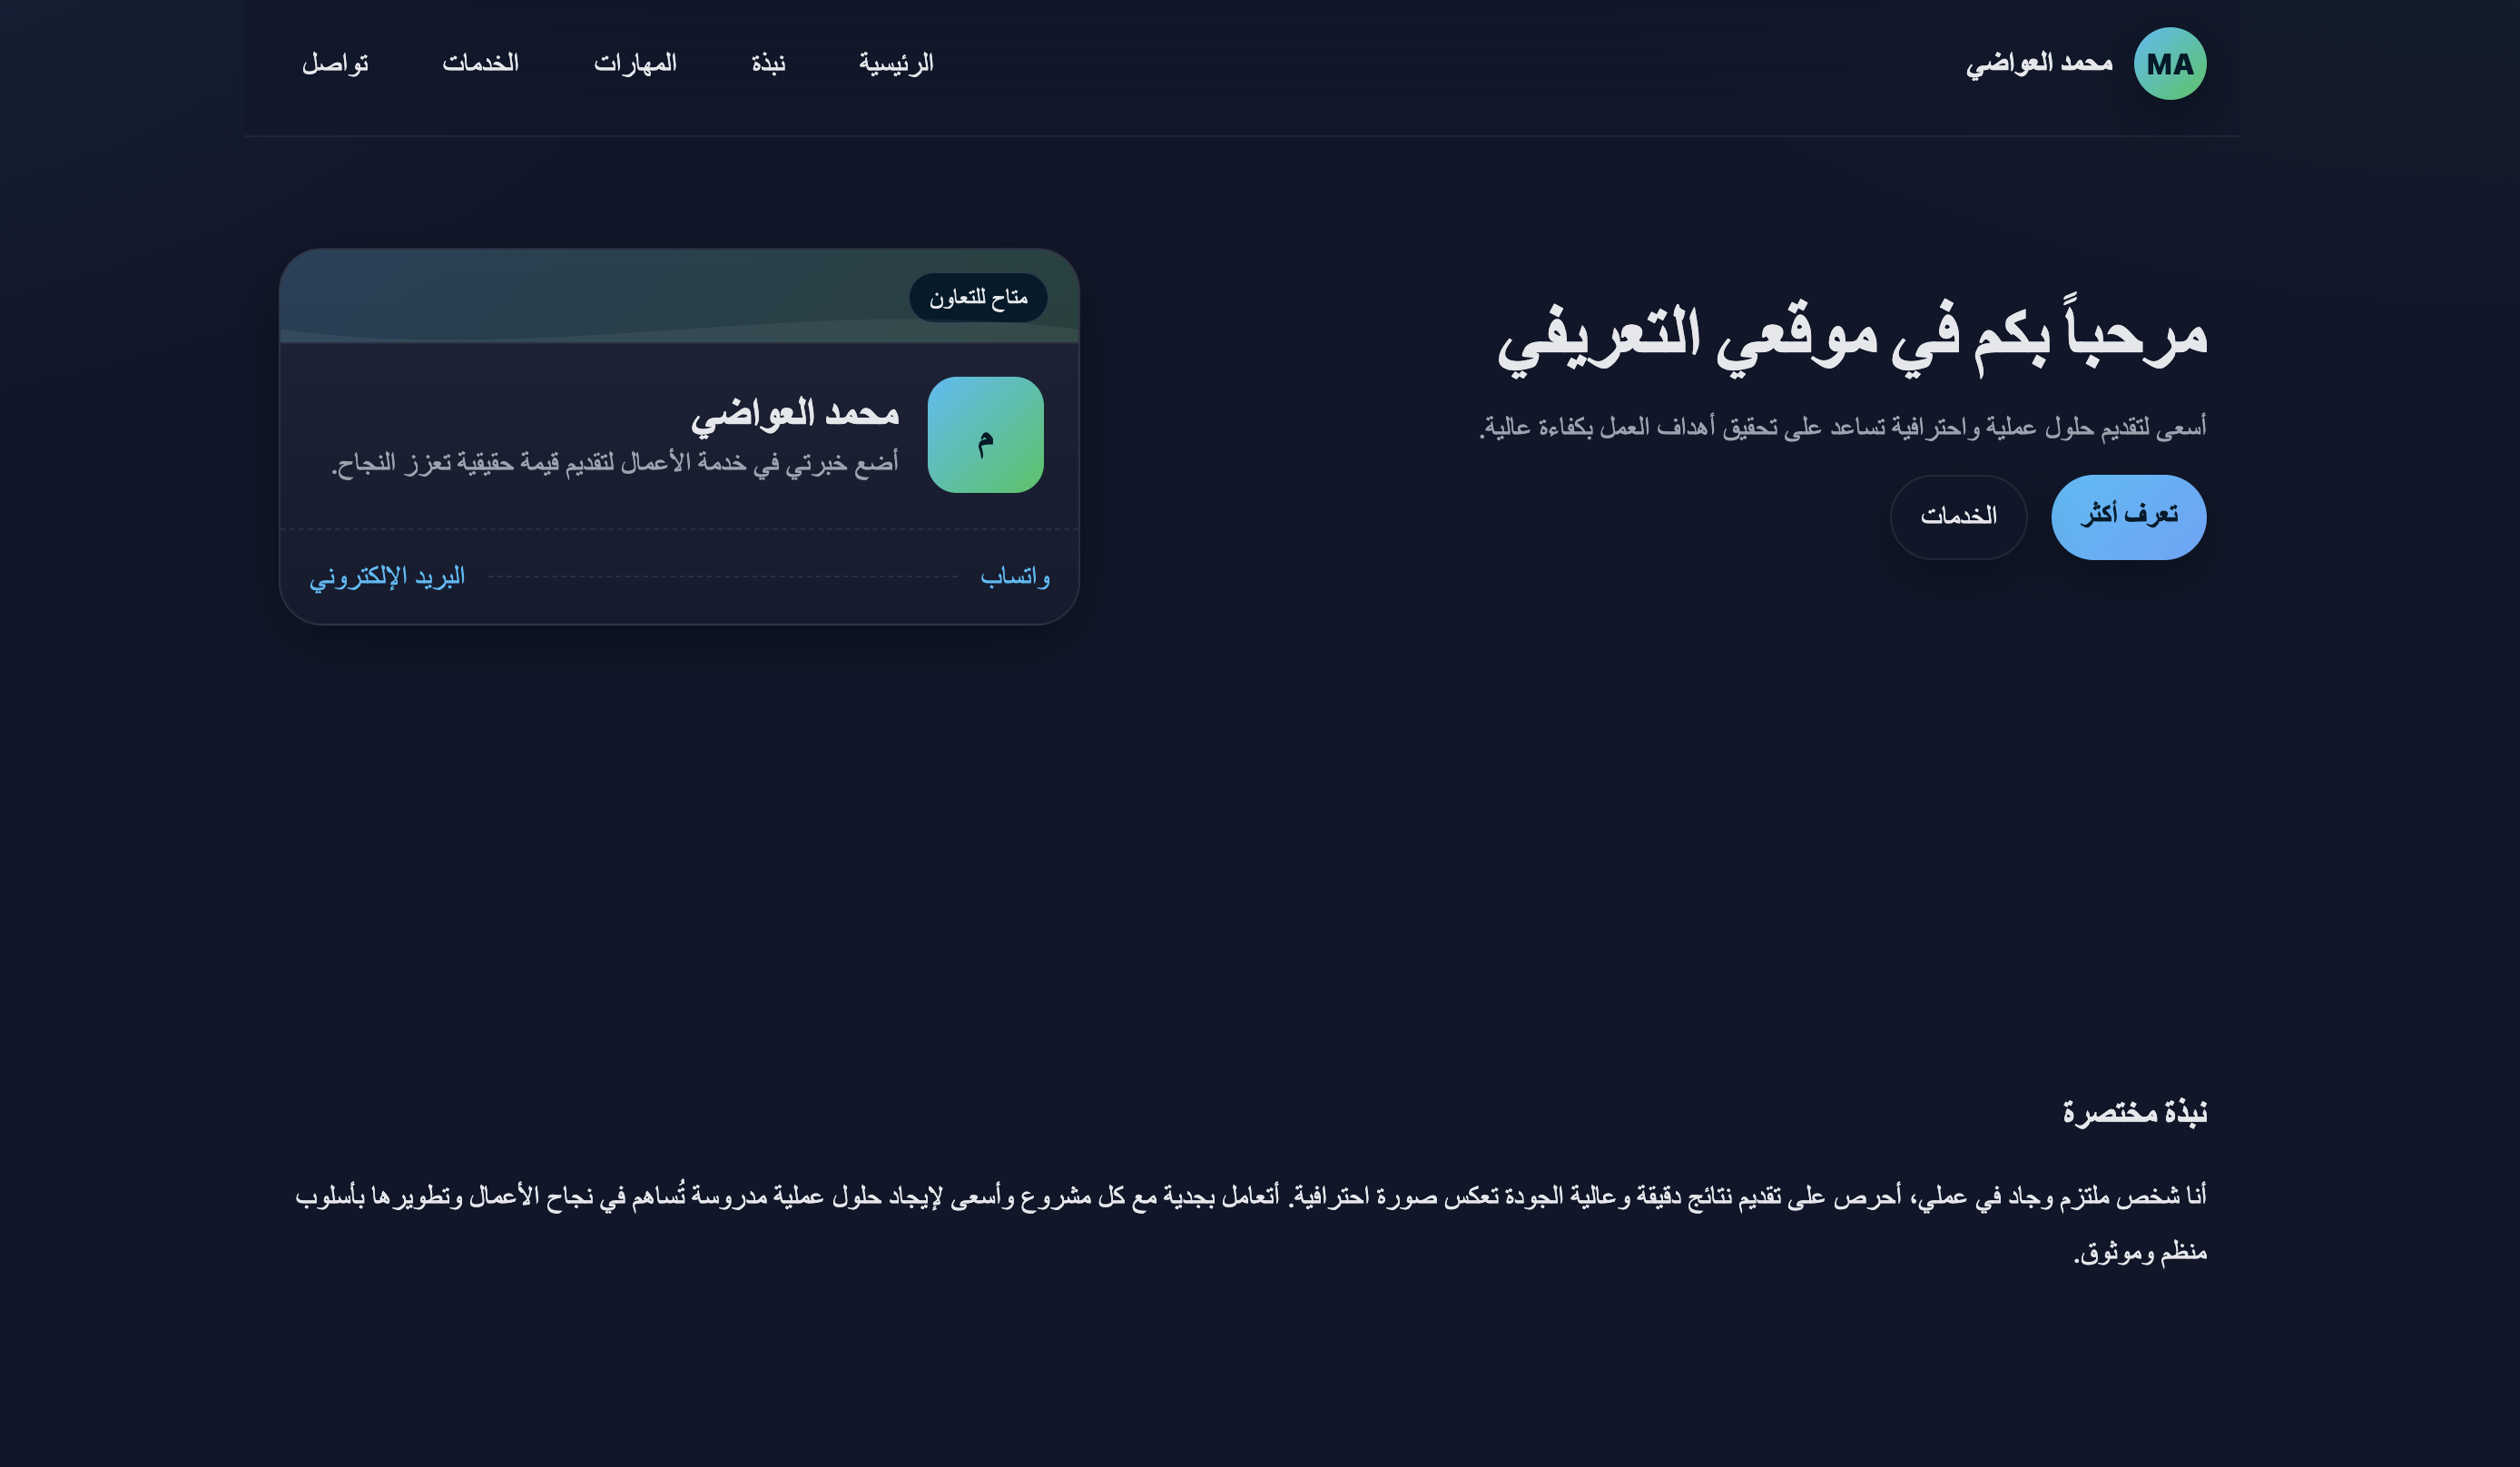 MA
محمد العواضي
الرئيسية
نبذة
المهارات
الخدمات
تواصل
مرحباً بكم في موقعي التعريفي
أسعى لتقديم حلول عملية واحترافية تساعد على تحقيق أهداف العمل بكفاءة عالية.
تعرف أكثر
الخدمات
متاح للتعاون
م
محمد العواضي
أضع خبرتي في خدمة الأعمال لتقديم قيمة حقيقية تعزز النجاح.
واتساب
البريد الإلكتروني
نبذة مختصرة
أنا شخص ملتزم وجاد في عملي، أحرص على تقديم نتائج دقيقة وعالية الجودة تعكس صورة احترافية. أتعامل بجدية مع كل مشروع وأسعى لإيجاد حلول عملية مدروسة تُساهم في نجاح الأعمال وتطويرها بأسلوب
منظم وموثوق.